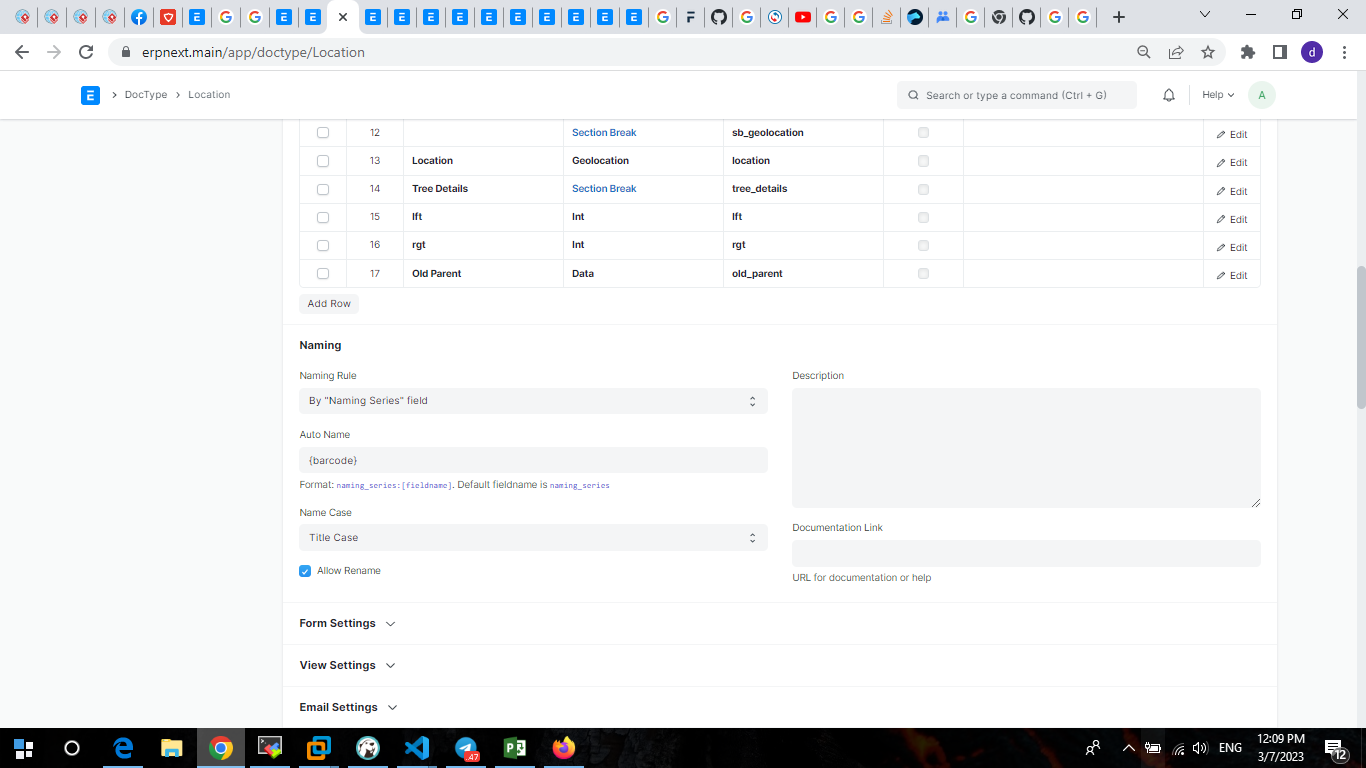 erpnext.main/app/doctype/Location
d
E > DocType > Location
Search or type a command (Ctrl + G)
Help
A
12 Section Break sb_geolocation Edit
13 Location Geolocation location Edit
14 Tree Details Section Break tree_details Edit
15 lft Int lft Edit
16 rgt Int rgt Edit
17 Old Parent Data old_parent Edit
Add Row
Naming
Naming Rule
By "Naming Series" field
Auto Name
{barcode}
Format: naming_series:[fieldname]. Default fieldname is naming_series
Name Case
Title Case
Allow Rename
Description
Documentation Link
URL for documentation or help
Form Settings
View Settings
Email Settings
.47
ENG
12:09 PM
3/7/2023
12